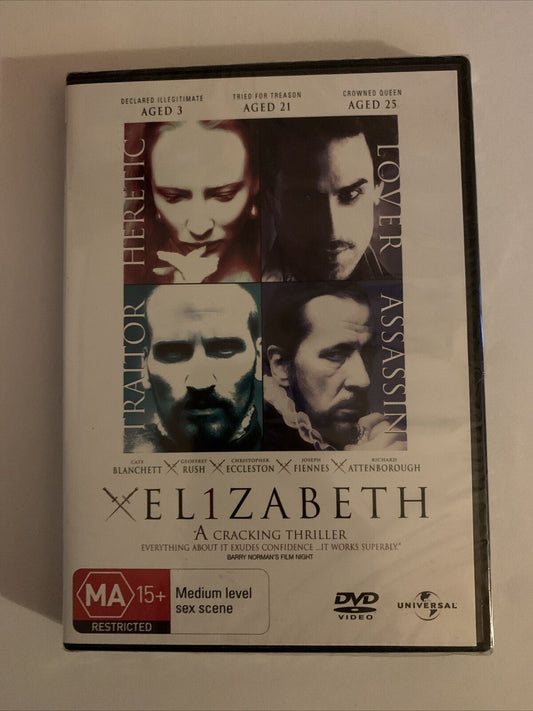 DECLARED ILLEGITIMATE
AGED 3
TRIED FOR TREASON
AGED 21
CROWNED QUEEN
AGED 25
HERETIC
LOVER
TRAITOR
ASSASSIN
CATE
BLANCHETT
GEOFFREY
RUSH
CHRISTOPHER
ECCLESTON
JOSEPH
FIENNES
RICHARD
ATTENBOROUGH
EL1ZABETH
"A CRACKING THRILLER
EVERYTHING ABOUT IT EXUDES CONFIDENCE ...IT WORKS SUPERBLY."
BARRY NORMAN'S FILM NIGHT
MA 15+
RESTRICTED
Medium level
sex scene
DVD
VIDEO
UNIVERSAL